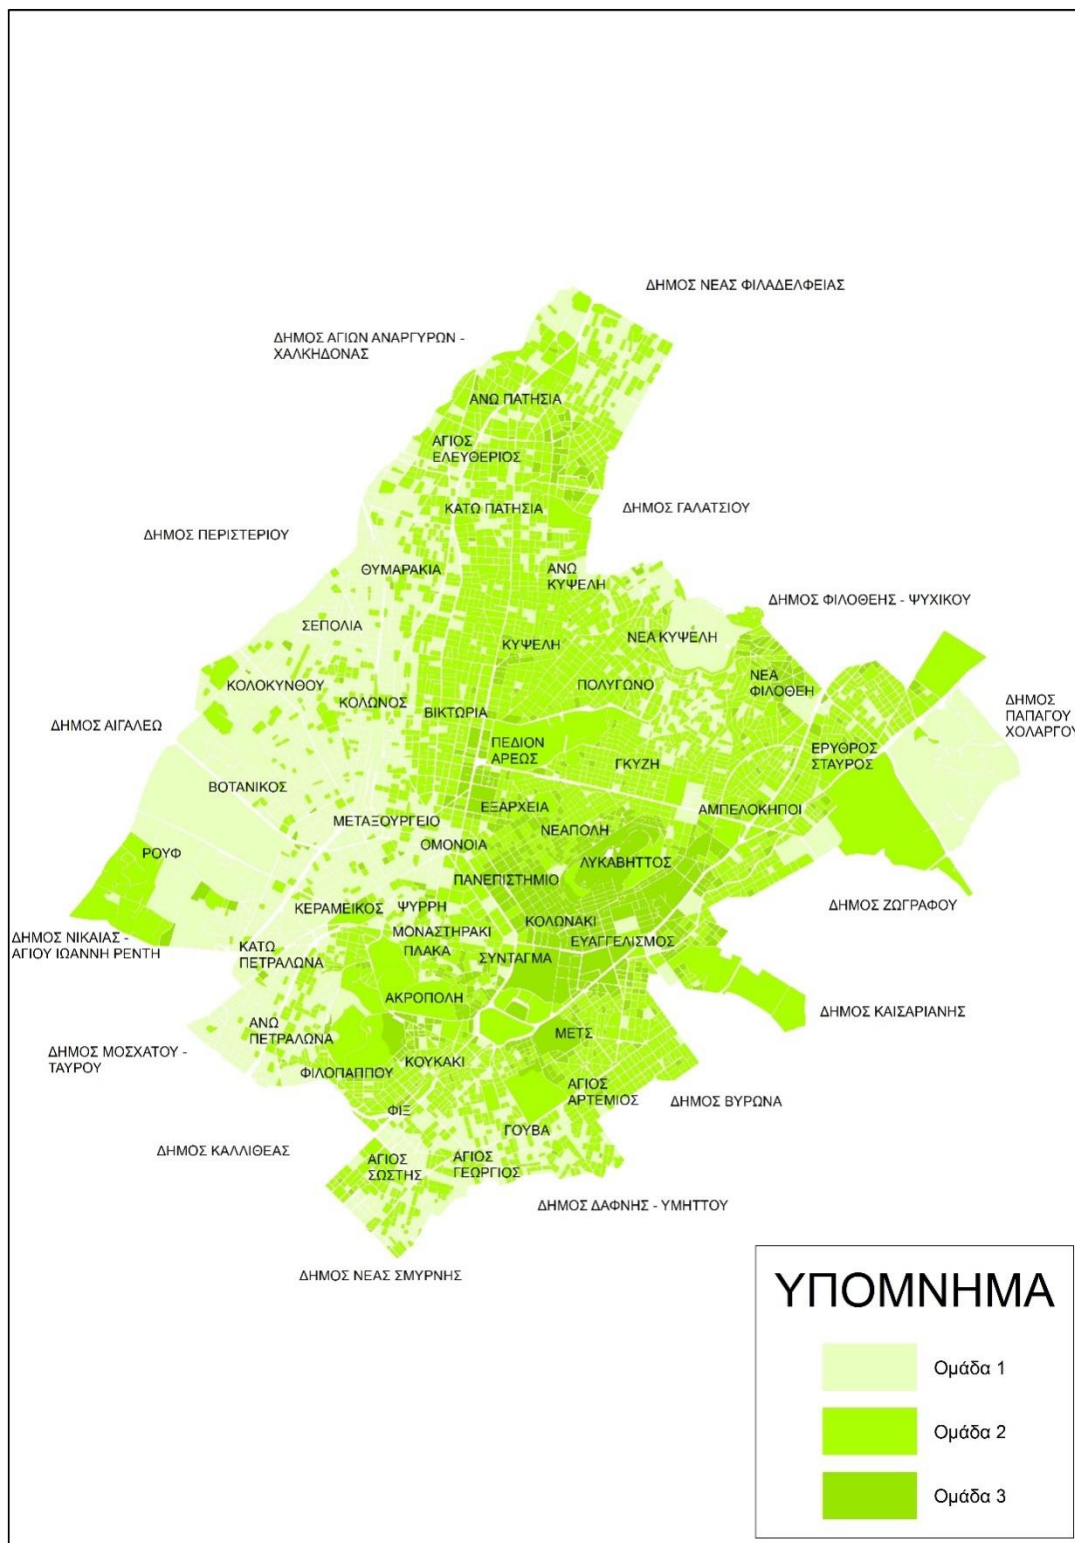 ΔΗΜΟΣ ΝΕΑΣ ΦΙΛΑΔΕΛΦΕΙΑΣ
ΔΗΜΟΣ ΑΓΙΩΝ ΑΝΑΡΓΥΡΩΝ -
ΧΑΛΚΗΔΟΝΑΣ
ΑΝΩ ΠΑΤΗΣΙΑ
ΑΓΙΟΣ
ΕΛΕΥΘΕΡΙΟΣ
ΚΑΤΩ ΠΑΤΗΣΙΑ
ΔΗΜΟΣ ΓΑΛΑΤΣΙΟΥ
ΔΗΜΟΣ ΠΕΡΙΣΤΕΡΙΟΥ
ΘΥΜΑΡΑΚΙΑ
ΑΝΩ
ΚΥΨΕΛΗ
ΔΗΜΟΣ ΦΙΛΟΘΕΗΣ - ΨΥΧΙΚΟΥ
ΣΕΠΟΛΙΑ
ΚΥΨΕΛΗ
ΝΕΑ ΚΥΨΕΛΗ
ΚΟΛΟΚΥΝΘΟΥ
ΠΟΛΥΓΩΝΟ
ΝΕΑ
ΦΙΛΟΘΕΗ
ΚΟΛΩΝΟΣ
ΒΙΚΤΩΡΙΑ
ΔΗΜΟΣ
ΠΑΠΑΓΟΥ
ΧΟΛΑΡΓΟΥ
ΔΗΜΟΣ ΑΙΓΑΛΕΩ
ΠΕΔΙΟΝ
ΑΡΕΩΣ
ΕΡΥΘΡΟΣ
ΣΤΑΥΡΟΣ
ΓΚΥΖΗ
ΒΟΤΑΝΙΚΟΣ
ΕΞΑΡΧΕΙΑ
ΑΜΠΕΛΟΚΗΠΟΙ
ΜΕΤΑΞΟΥΡΓΕΙΟ
ΝΕΑΠΟΛΗ
ΟΜΟΝΟΙΑ
ΡΟΥΦ
ΛΥΚΑΒΗΤΤΟΣ
ΠΑΝΕΠΙΣΤΗΜΙΟ
ΔΗΜΟΣ ΖΩΓΡΑΦΟΥ
ΚΕΡΑΜΕΙΚΟΣ
ΨΥΡΡΗ
ΚΟΛΩΝΑΚΙ
ΜΟΝΑΣΤΗΡΑΚΙ
ΔΗΜΟΣ ΝΙΚΑΙΑΣ -
ΑΓΙΟΥ ΙΩΑΝΝΗ ΡΕΝΤΗ
ΕΥΑΓΓΕΛΙΣΜΟΣ
ΚΑΤΩ
ΠΕΤΡΑΛΩΝΑ
ΠΛΑΚΑ
ΣΥΝΤΑΓΜΑ
ΑΚΡΟΠΟΛΗ
ΔΗΜΟΣ ΚΑΙΣΑΡΙΑΝΗΣ
ΑΝΩ
ΠΕΤΡΑΛΩΝΑ
ΜΕΤΣ
ΔΗΜΟΣ ΜΟΣΧΑΤΟΥ -
ΤΑΥΡΟΥ
ΚΟΥΚΑΚΙ
ΦΙΛΟΠΑΠΠΟΥ
ΑΓΙΟΣ
ΑΡΤΕΜΙΟΣ
ΔΗΜΟΣ ΒΥΡΩΝΑ
ΦΙΞ
ΓΟΥΒΑ
ΔΗΜΟΣ ΚΑΛΛΙΘΕΑΣ
ΑΓΙΟΣ
ΣΩΣΤΗΣ
ΑΓΙΟΣ
ΓΕΩΡΓΙΟΣ
ΔΗΜΟΣ ΔΑΦΝΗΣ - ΥΜΗΤΤΟΥ
ΔΗΜΟΣ ΝΕΑΣ ΣΜΥΡΝΗΣ
ΥΠΟΜΝΗΜΑ
Ομάδα 1
Ομάδα 2
Ομάδα 3